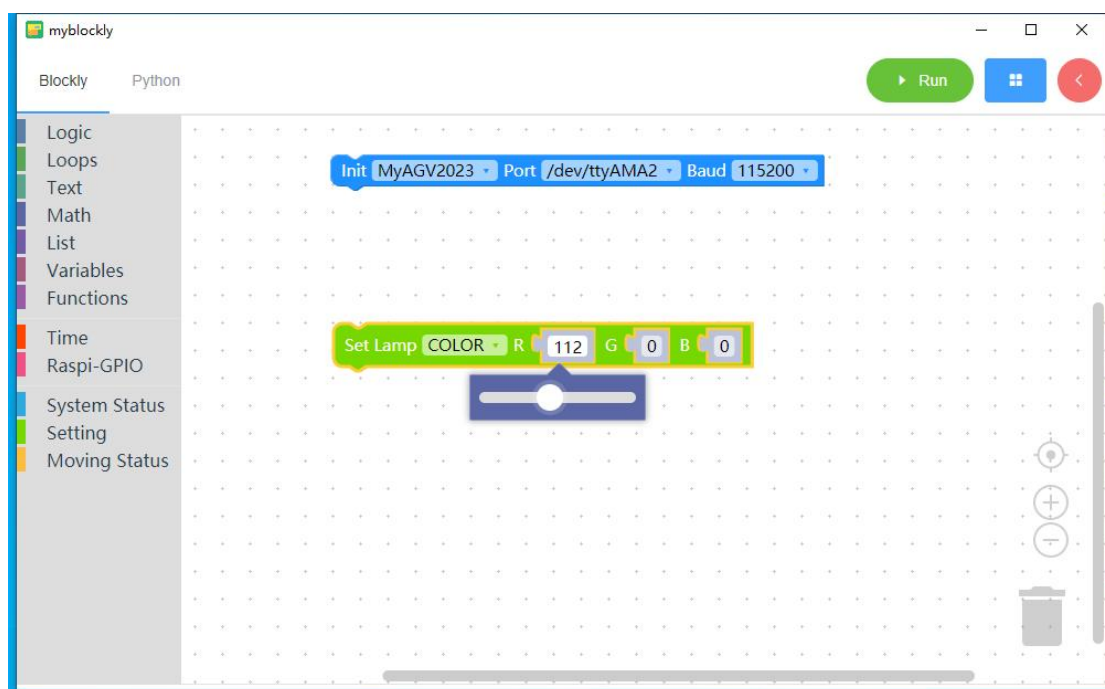 myblockly
Blockly Python Run
Logic
Loops
Text
Math
List
Variables
Functions
Time
Raspi-GPIO
System Status
Setting
Moving Status
Init MyAGV2023 Port /dev/ttyAMA2 Baud 115200
Set Lamp COLOR R 112 G 0 B 0